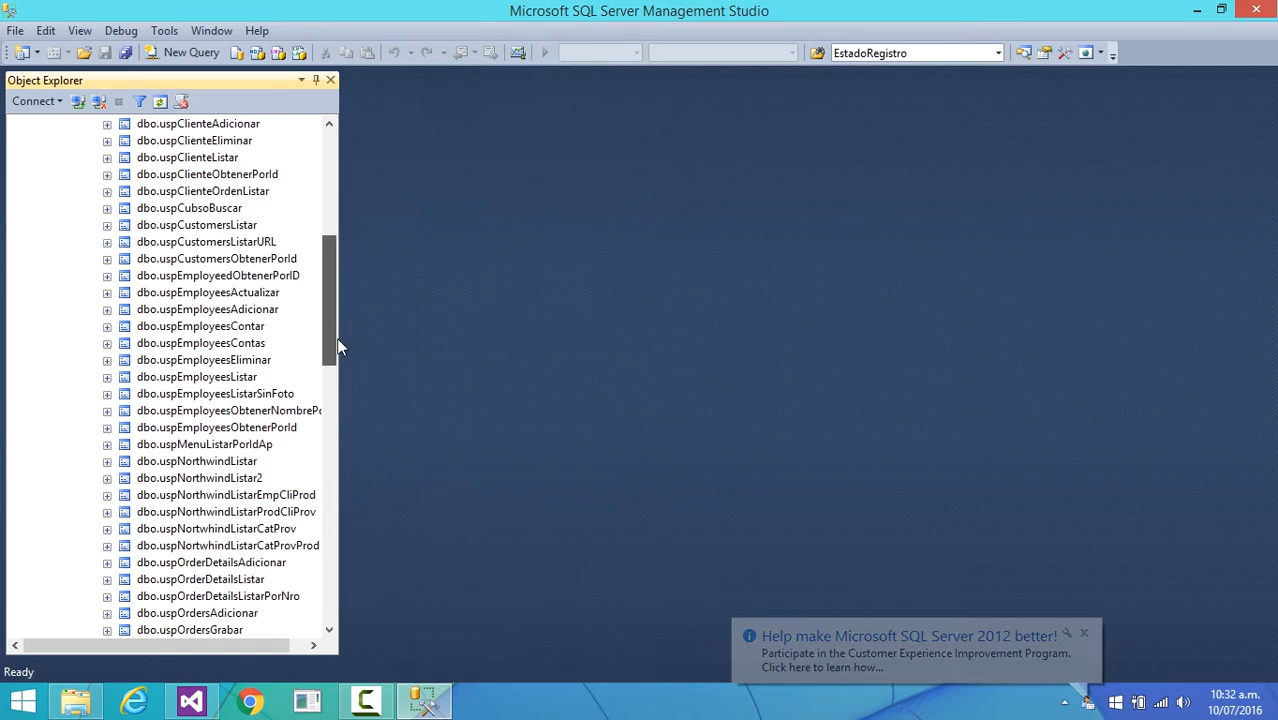 Microsoft SQL Server Management Studio
File Edit View Debug Tools Window Help
New Query
EstadoRegistro
Object Explorer
Connect
dbo.uspClienteAdicionar
dbo.uspClienteEliminar
dbo.uspClienteListar
dbo.uspClienteObtenerPorId
dbo.uspClienteOrdenListar
dbo.uspCubsoBuscar
dbo.uspCustomersListar
dbo.uspCustomersListarURL
dbo.uspCustomersObtenerPorId
dbo.uspEmployeedObtenerPorID
dbo.uspEmployeesActualizar
dbo.uspEmployeesAdicionar
dbo.uspEmployeesContar
dbo.uspEmployeesContas
dbo.uspEmployeesEliminar
dbo.uspEmployeesListar
dbo.uspEmployeesListarSinFoto
dbo.uspEmployeesObtenerNombrePo
dbo.uspEmployeesObtenerPorId
dbo.uspMenuListarPorIdAp
dbo.uspNorthwindListar
dbo.uspNorthwindListar2
dbo.uspNorthwindListarEmpCliProd
dbo.uspNorthwindListarProdCliProv
dbo.uspNortwhindListarCatProv
dbo.uspNortwhindListarCatProvProd
dbo.uspOrderDetailsAdicionar
dbo.uspOrderDetailsListar
dbo.uspOrderDetailsListarPorNro
dbo.uspOrdersAdicionar
dbo.uspOrdersGrabar
Help make Microsoft SQL Server 2012 better!
Participate in the Customer Experience Improvement Program.
Click here to learn how...
Ready
10:32 a.m.
10/07/2016